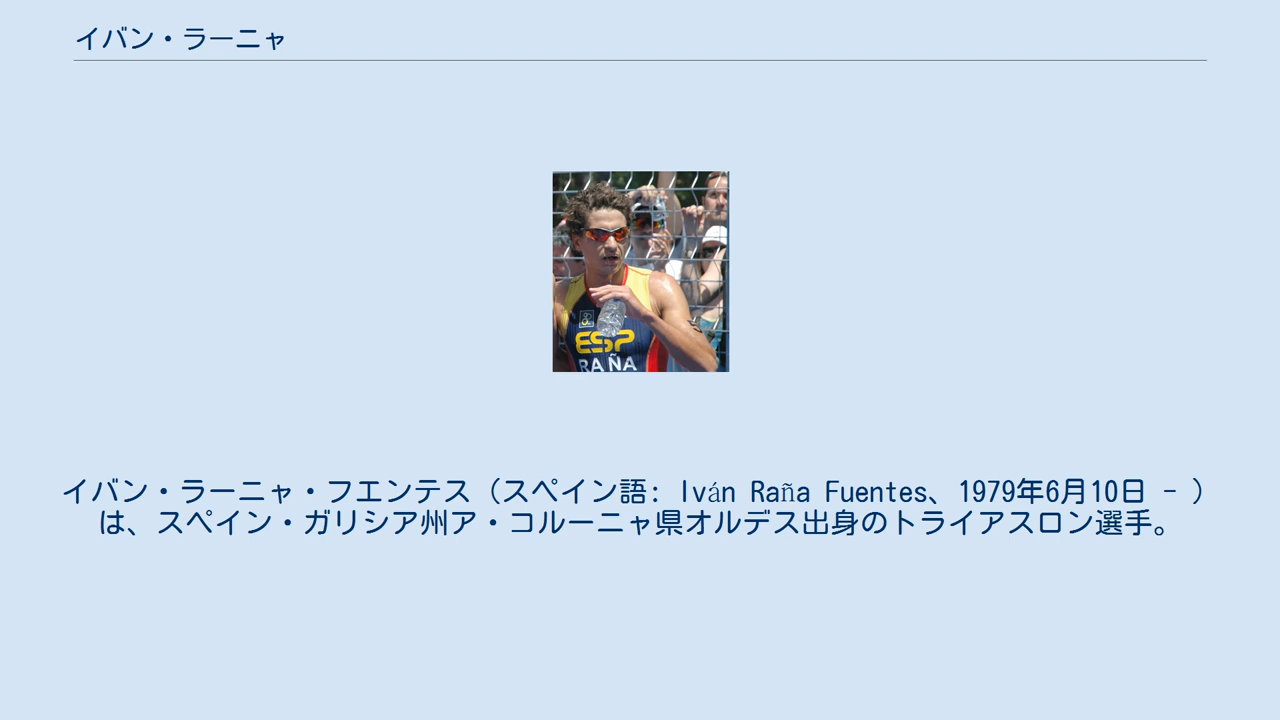 イバン・ラーニャ
ESP
RAÑA
イバン・ラーニャ・フエンテス（スペイン語: Iván Raña Fuentes、1979年6月10日 - ）
は、スペイン・ガリシア州ア・コルーニャ県オルデス出身のトライアスロン選手。